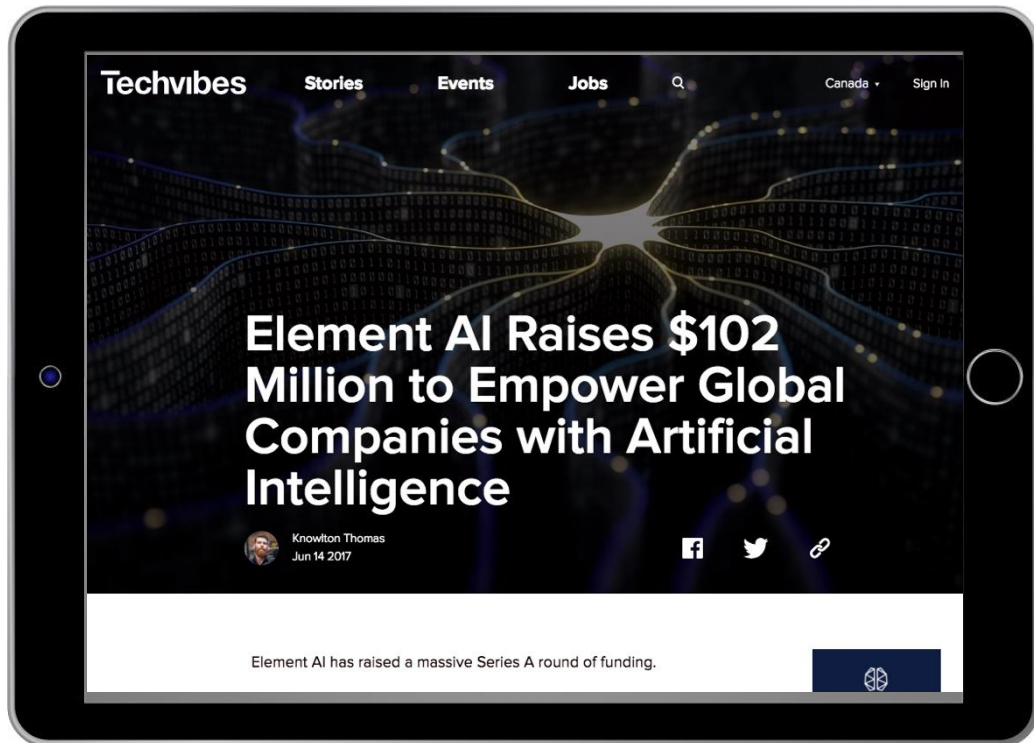 Techvibes Stories Events Jobs Canada Sign In
Element AI Raises $102
Million to Empower Global
Companies with Artificial
Intelligence
Knowlton Thomas
Jun 14 2017
Element AI has raised a massive Series A round of funding.